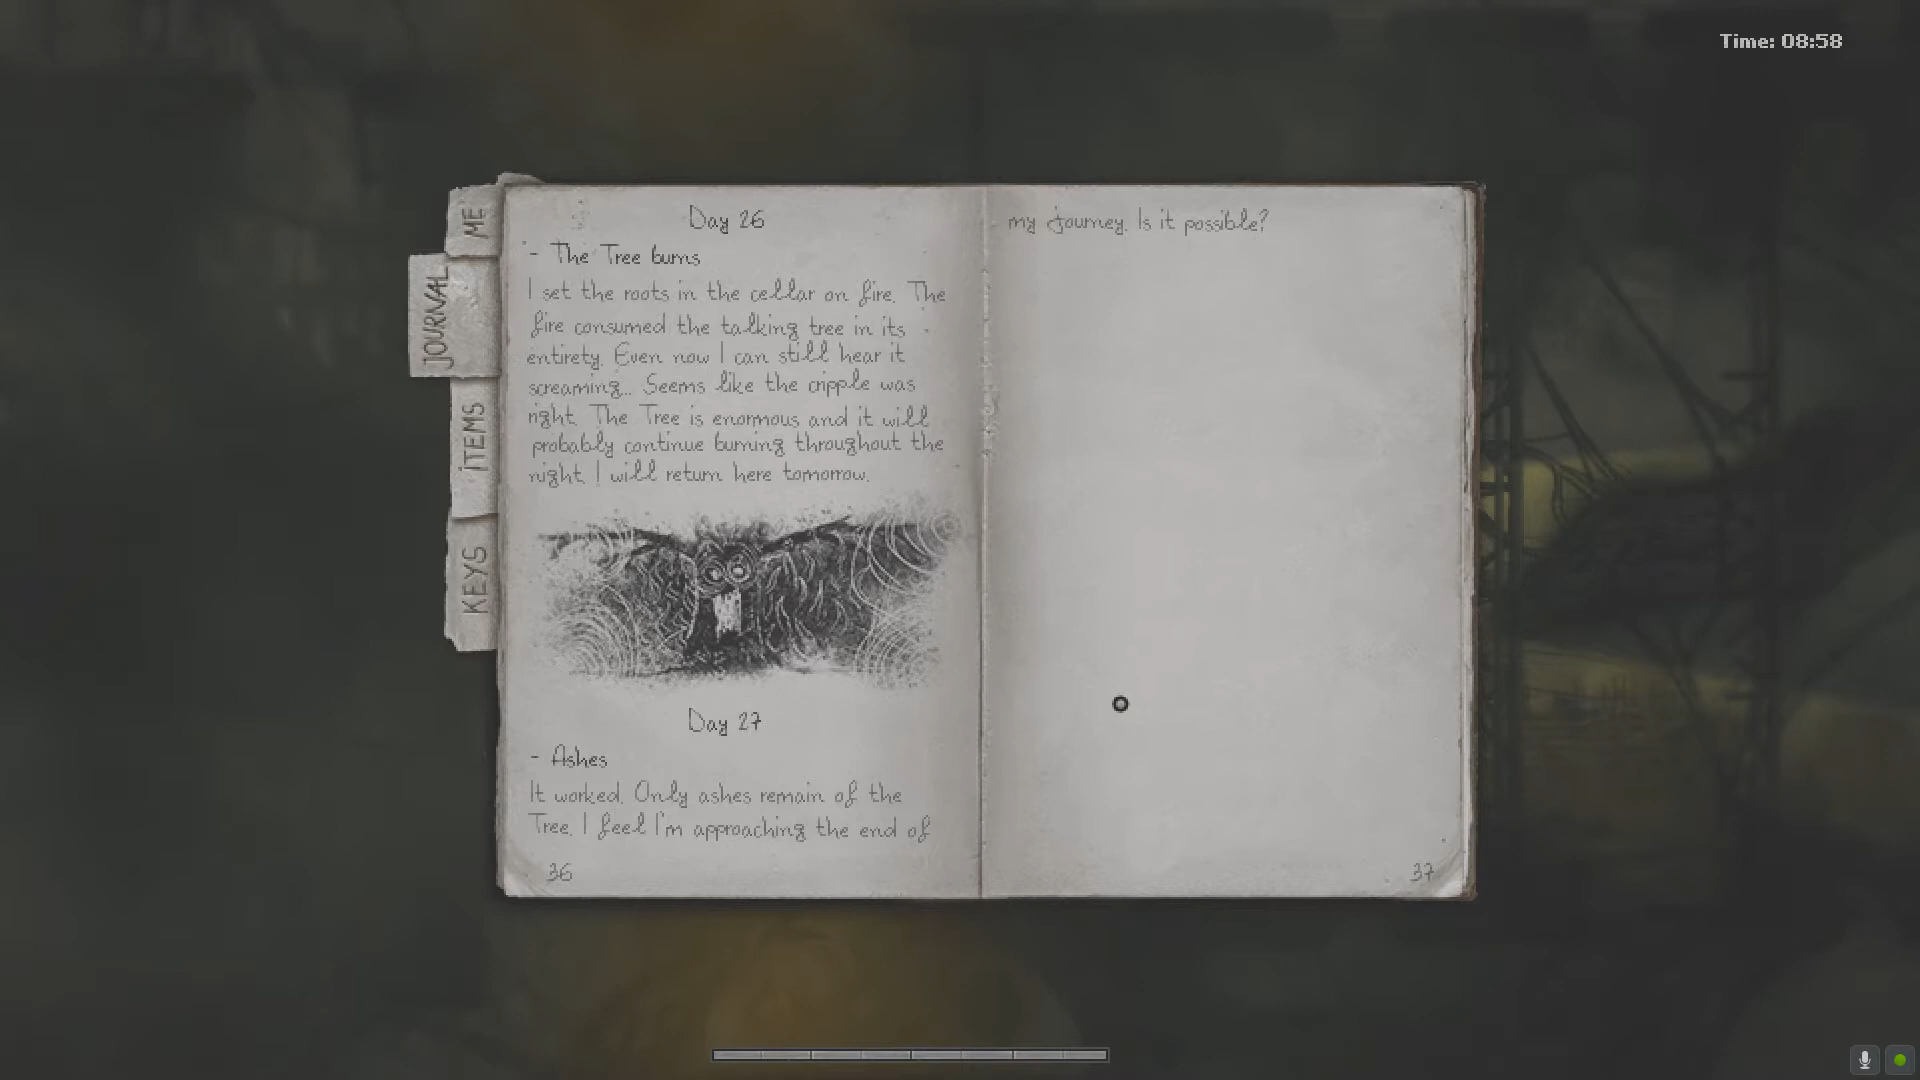 Time: 08:58
ME
JOURNAL
ITEMS
KEYS
Day 26
- The Tree burns
I set the roots in the cellar on fire. The
fire consumed the talking tree in its
entirety. Even now I can still hear it
screaming... Seems like the cripple was
right. The Tree is enormous and it will
probably continue burning throughout the
night. I will return here tomorrow.
Day 27
- Ashes
It worked. Only ashes remain of the
Tree. I feel I'm approaching the end of
36
my journey. Is it possible?
37